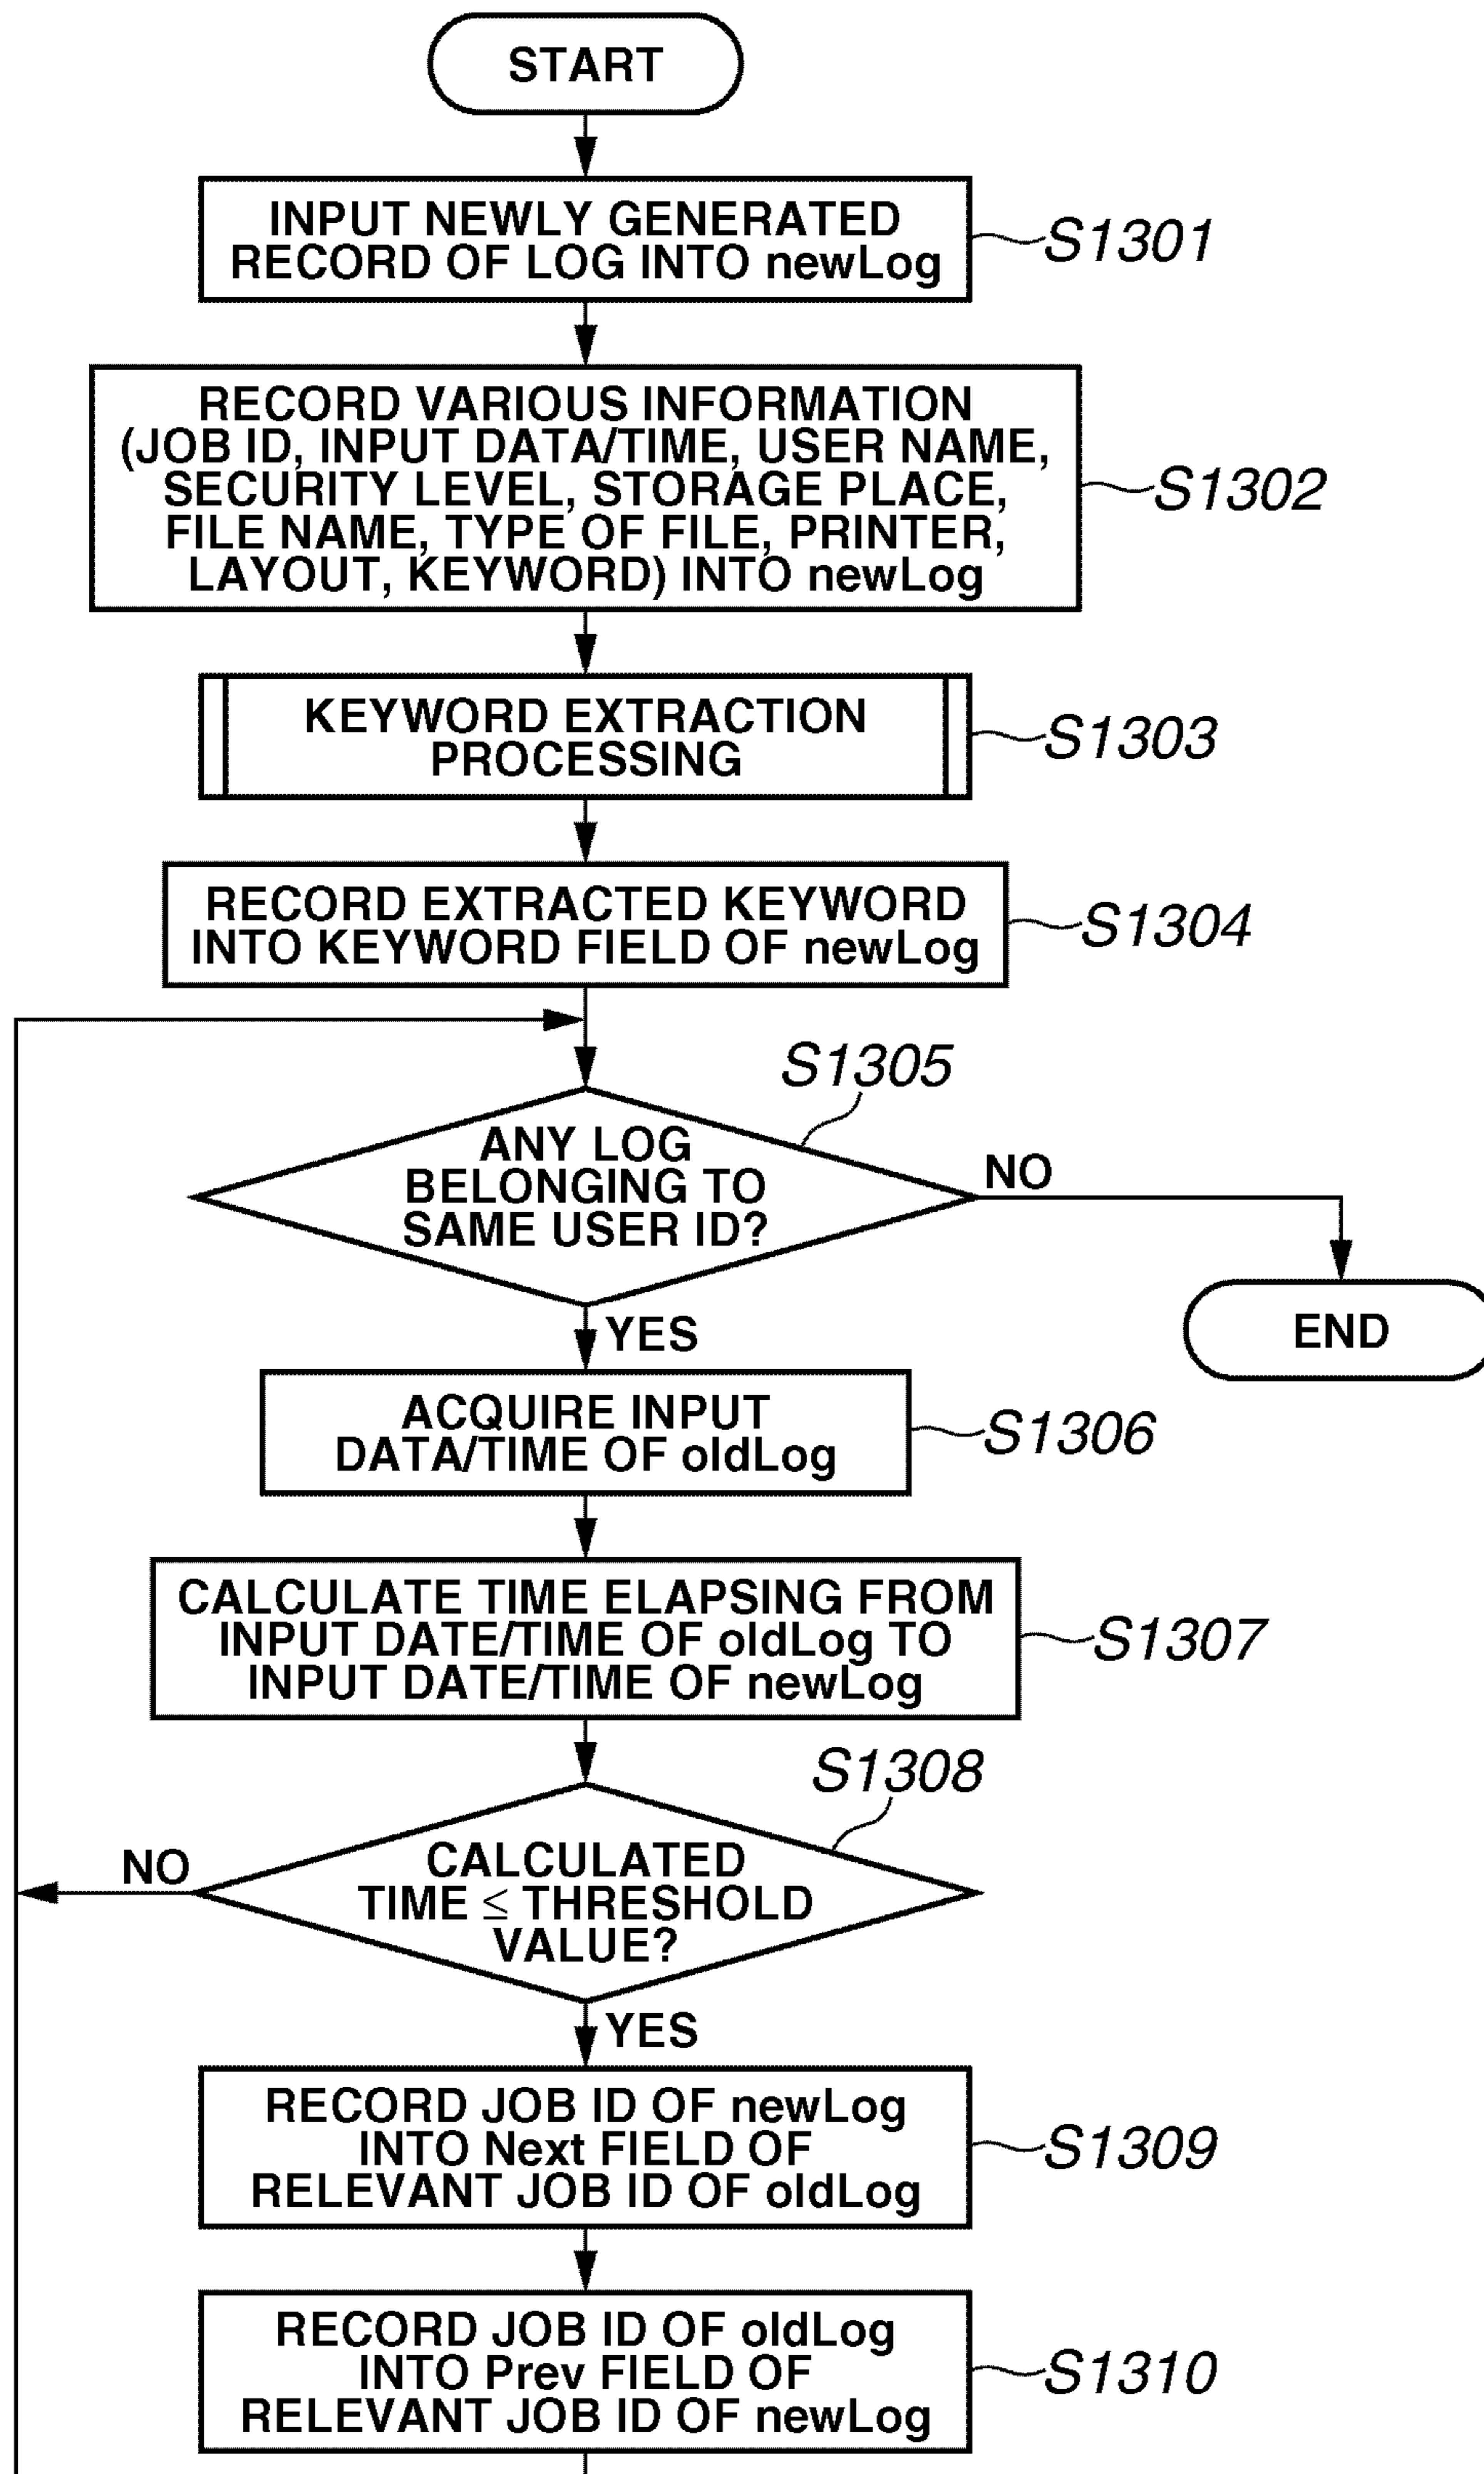 START
INPUT NEWLY GENERATED
RECORD OF LOG INTO newLog
S1301
RECORD VARIOUS INFORMATION
(JOB ID, INPUT DATA/TIME, USER NAME,
SECURITY LEVEL, STORAGE PLACE,
FILE NAME, TYPE OF FILE, PRINTER,
LAYOUT, KEYWORD) INTO newLog
S1302
KEYWORD EXTRACTION
PROCESSING
S1303
RECORD EXTRACTED KEYWORD
INTO KEYWORD FIELD OF newLog
S1304
S1305
ANY LOG
BELONGING TO
SAME USER ID?
NO
END
YES
ACQUIRE INPUT
DATA/TIME OF oldLog
S1306
CALCULATE TIME ELAPSING FROM
INPUT DATE/TIME OF oldLog TO
INPUT DATE/TIME OF newLog
S1307
S1308
CALCULATED
TIME ≦ THRESHOLD
VALUE?
NO
YES
RECORD JOB ID OF newLog
INTO Next FIELD OF
RELEVANT JOB ID OF oldLog
S1309
RECORD JOB ID OF oldLog
INTO Prev FIELD OF
RELEVANT JOB ID OF newLog
S1310